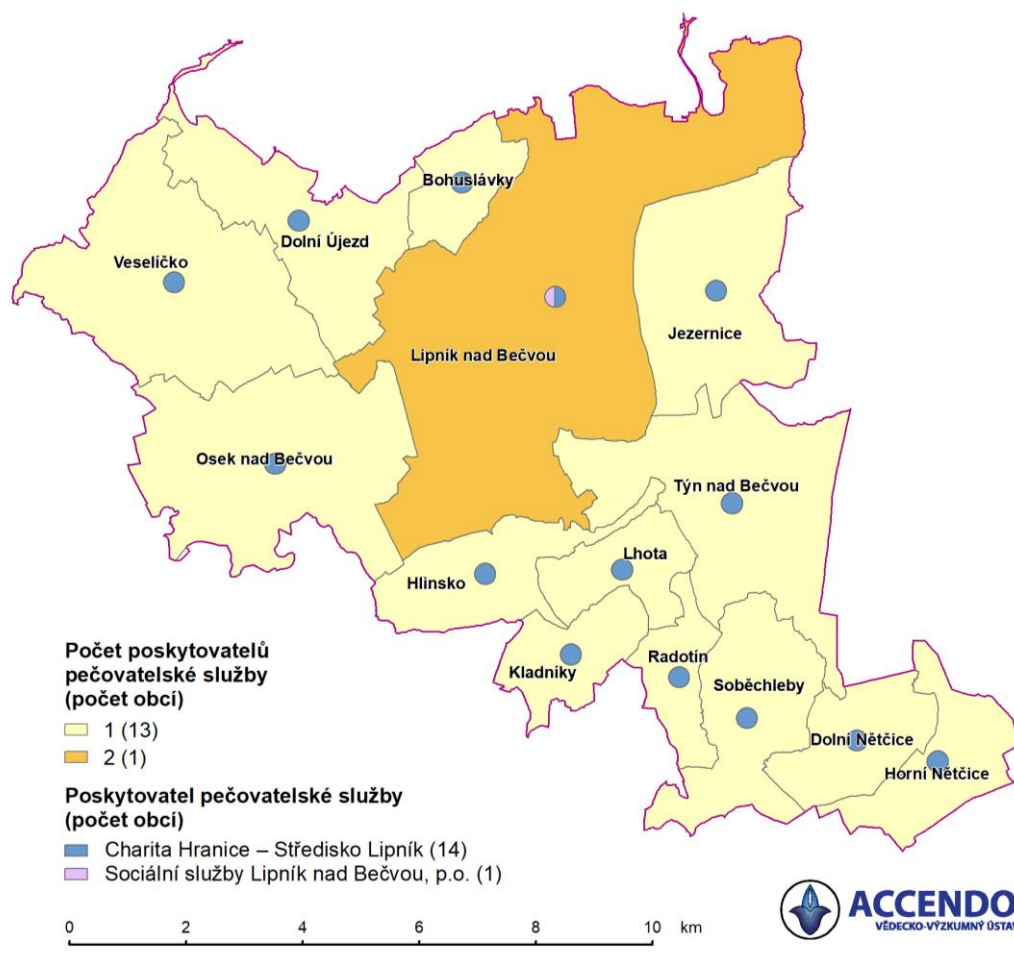 Bohuslávky
Dolní Újezd
Veselíčko
Jezernice
Lipník nad Bečvou
Osek nad Bečvou
Týn nad Bečvou
Lhota
Hlinsko
Radotín
Kladníky
Soběchleby
Dolní Nětčice
Horní Nětčice
Počet poskytovatelů
pečovatelské služby
(počet obcí)
1 (13)
2 (1)
Poskytovatel pečovatelské služby
(počet obcí)
Charita Hranice – Středisko Lipník (14)
Sociální služby Lipník nad Bečvou, p.o. (1)
0 2 4 6 8 10 km
ACCENDO
VĚDECKO-VÝZKUMNÝ ÚSTAV